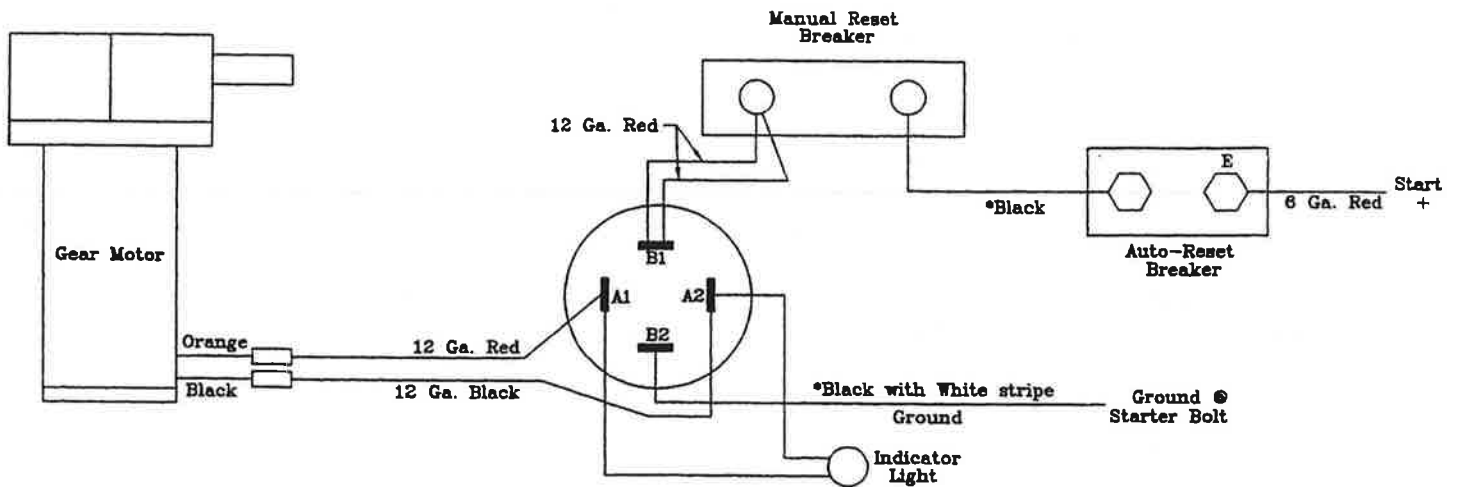 Manual Reset
Breaker
12 Ga. Red
E
Start
+
*Black
6 Ga. Red
Auto-Reset
Breaker
Gear Motor
B1
A1
A2
B2
Orange
12 Ga. Red
Black
12 Ga. Black
*Black with White stripe
Ground
Ground @
Starter Bolt
Indicator
Light